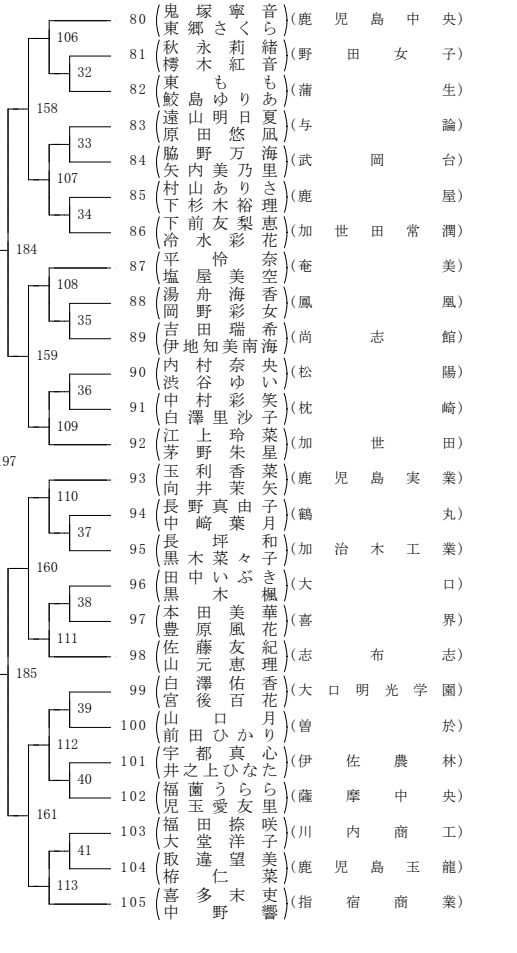 80 (鬼塚寧音 東郷さくら) (鹿児島中央)
106
81 (秋永莉緒 樗木紅音) (野田女子)
32
82 (東もも 鮫島ゆりあ) (蒲生)
158
83 (遠山明日夏 原田悠凪) (与論)
33
84 (脇野万海 矢内美乃里) (武岡台)
107
85 (村山ありさ 下杉木裕理) (鹿屋)
34
86 (下前友梨恵 冷水彩花) (加世田常潤)
184
87 (平怜奈 塩屋美空) (奄美)
108
88 (湯舟海香 岡野彩女) (鳳凰)
35
89 (吉田瑞希 伊地知美南海) (尚志館)
159
90 (内村奈央 渋谷ゆい) (松陽)
36
91 (中村彩笑 白澤里沙子) (枕崎)
109
92 (江上玲菜 茅野朱星) (加世田)
197
93 (玉利香菜 向井茉矢) (鹿児島実業)
110
94 (長野真由子 中﨑葉月) (鶴丸)
37
95 (長坪和 黒木菜々子) (加治木工業)
160
96 (田中いぶき 黒木楓) (大口)
38
97 (本田美華 豊原風花) (喜界)
111
98 (佐藤友紀 山元恵理) (志布志)
185
99 (白澤佑香 宮後百花) (大口明光学園)
39
100 (山口月 前田ひかり) (曽於)
112
101 (宇都真心 井之上ひなた) (伊佐農林)
40
102 (福薗うらら 児玉愛友里) (薩摩中央)
161
103 (福田捺咲 大堂洋子) (川内商工)
41
104 (取違望美 栫仁菜) (鹿児島玉龍)
113
105 (喜多末吏 中野響) (指宿商業)